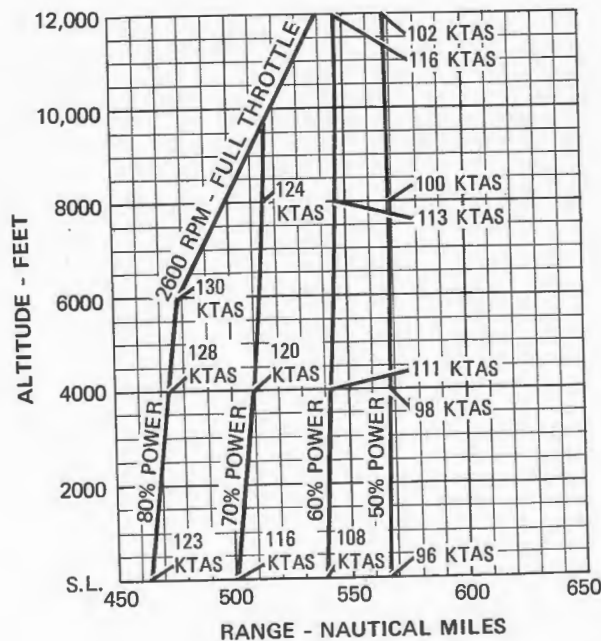 12,000
10,000
8000
6000
4000
2000
S.L.
ALTITUDE - FEET
2600 RPM - FULL THROTTLE
102 KTAS
116 KTAS
124
KTAS
100 KTAS
113 KTAS
130
KTAS
128
KTAS
120
KTAS
111 KTAS
98 KTAS
80% POWER
70% POWER
60% POWER
50% POWER
123
KTAS
116
KTAS
108
KTAS
96 KTAS
450
500
550
600
650
RANGE - NAUTICAL MILES